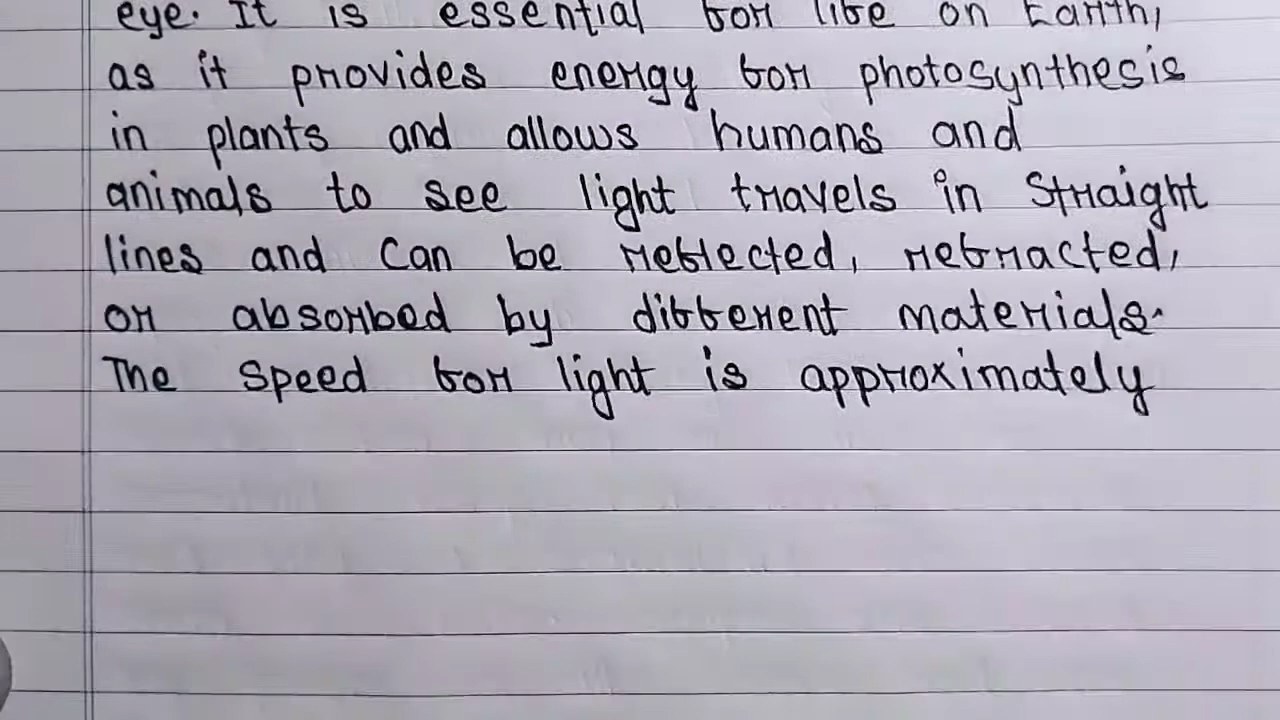 eye. It is essential for life on Earth,
as it provides energy for photosynthesis
in plants and allows humans and
animals to see light travels in straight
lines and can be reflected, refracted,
or absorbed by different materials.
The speed for light is approximately